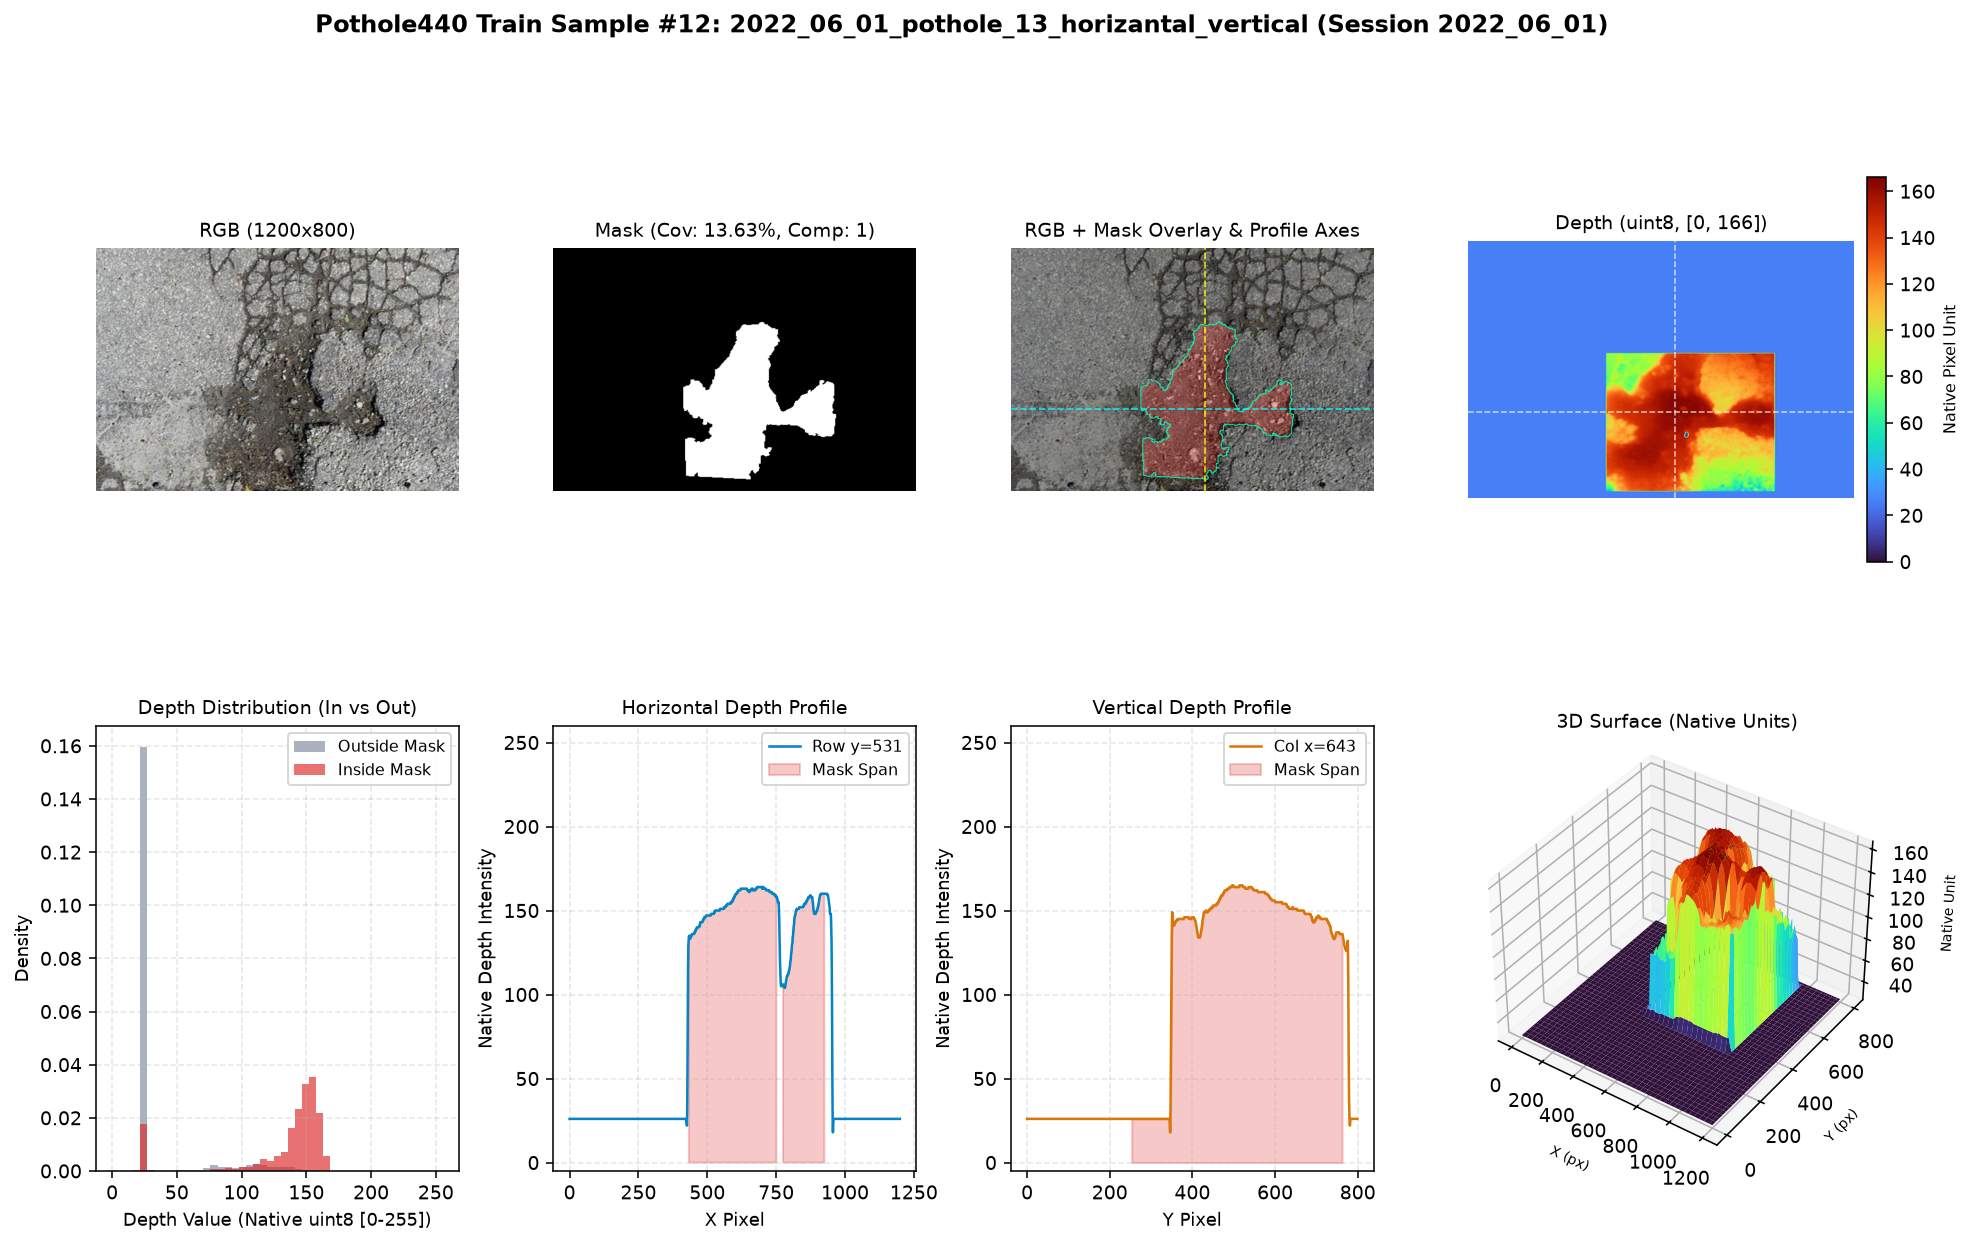 Pothole440 Train Sample #12: 2022_06_01_pothole_13_horizantal_vertical (Session 2022_06_01)
RGB (1200x800)
Mask (Cov: 13.63%, Comp: 1)
RGB + Mask Overlay & Profile Axes
Depth (uint8, [0, 166])
160
140
120
100
80
60
40
20
0
Native Pixel Unit
Depth Distribution (In vs Out)
Outside Mask
Inside Mask
0.16
0.14
0.12
0.10
0.08
0.06
0.04
0.02
0.00
Density
0 50 100 150 200 250
Depth Value (Native uint8 [0-255])
Horizontal Depth Profile
Row y=531
Mask Span
250
200
150
100
50
0
Native Depth Intensity
0 250 500 750 1000 1250
X Pixel
Vertical Depth Profile
Col x=643
Mask Span
250
200
150
100
50
0
Native Depth Intensity
0 200 400 600 800
Y Pixel
3D Surface (Native Units)
160
140
120
100
80
60
40
Native Unit
0 200 400 600 800 1000 1200
X (px)
0 200 400 600 800
Y (px)